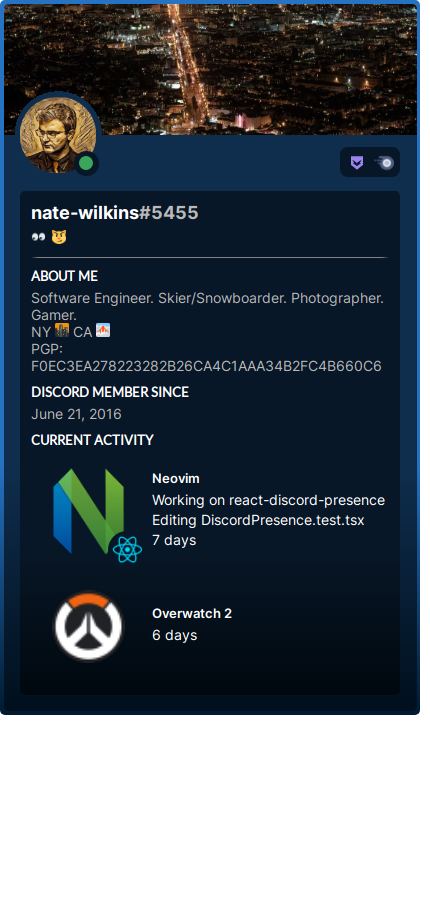 nate-wilkins#5455
👀 😼
ABOUT ME
Software Engineer. Skier/Snowboarder. Photographer.
Gamer.
NY 🌆 CA 🌁
PGP:
F0EC3EA278223282B26CA4C1AAA34B2FC4B660C6
DISCORD MEMBER SINCE
June 21, 2016
CURRENT ACTIVITY
Neovim
Working on react-discord-presence
Editing DiscordPresence.test.tsx
7 days
Overwatch 2
6 days